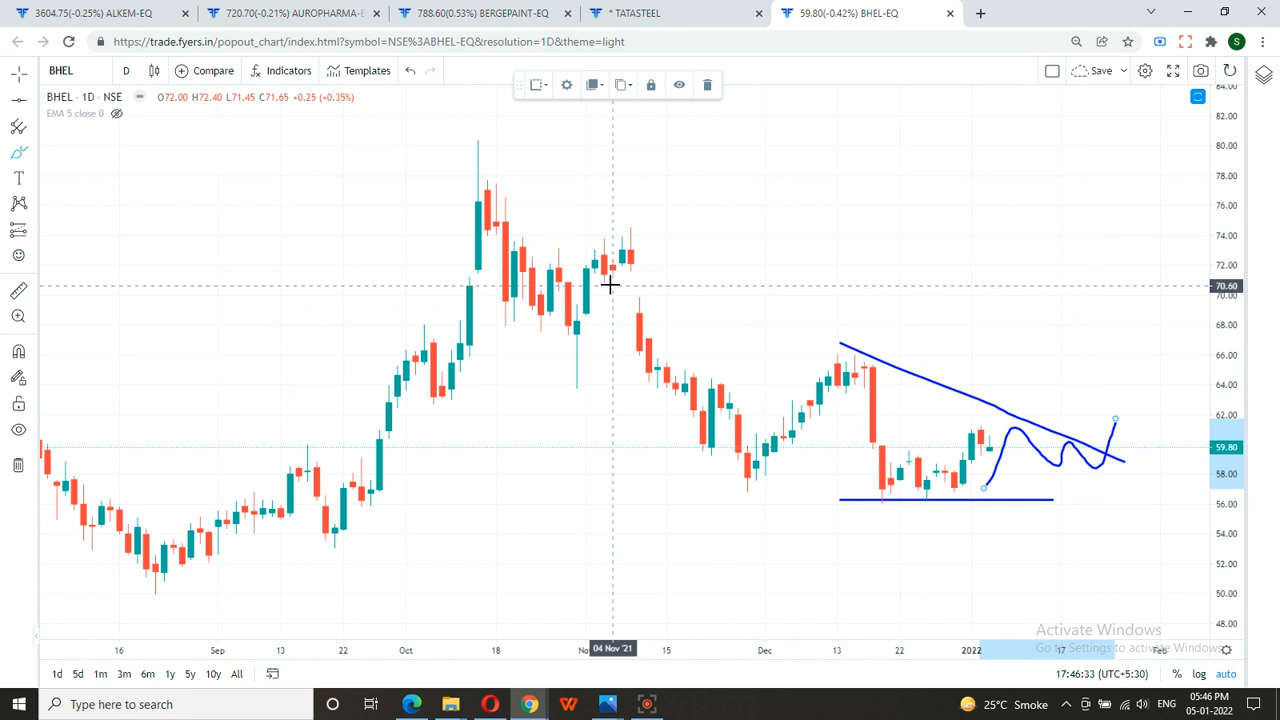 3604.75(-0.25%) ALKEM-EQ
720.70(-0.21%) AUROPHARMA-E
788.60(0.53%) BERGEPAINT-EQ
* TATASTEEL
59.80(-0.42%) BHEL-EQ
https://trade.fyers.in/popout_chart/index.html?symbol=NSE%3ABHEL-EQ&resolution=1D&theme=light
S
BHEL
D
Compare
Indicators
Templates
Save
BHEL · 1D · NSE
O72.00 H72.40 L71.45 C71.65 +0.25 (+0.35%)
EMA 5 close 0
84.00
82.00
80.00
78.00
76.00
74.00
72.00
70.60
70.00
68.00
66.00
64.00
62.00
59.80
58.00
56.00
54.00
52.00
50.00
48.00
Activate Windows
Go to Settings to activate Windows.
16
Sep
13
22
Oct
18
04 Nov '21
15
Dec
13
22
2022
17
Feb
1d
5d
1m
3m
6m
1y
5y
10y
All
17:46:33 (UTC+5:30)
%
log
auto
Type here to search
25°C Smoke
ENG
05:46 PM
05-01-2022